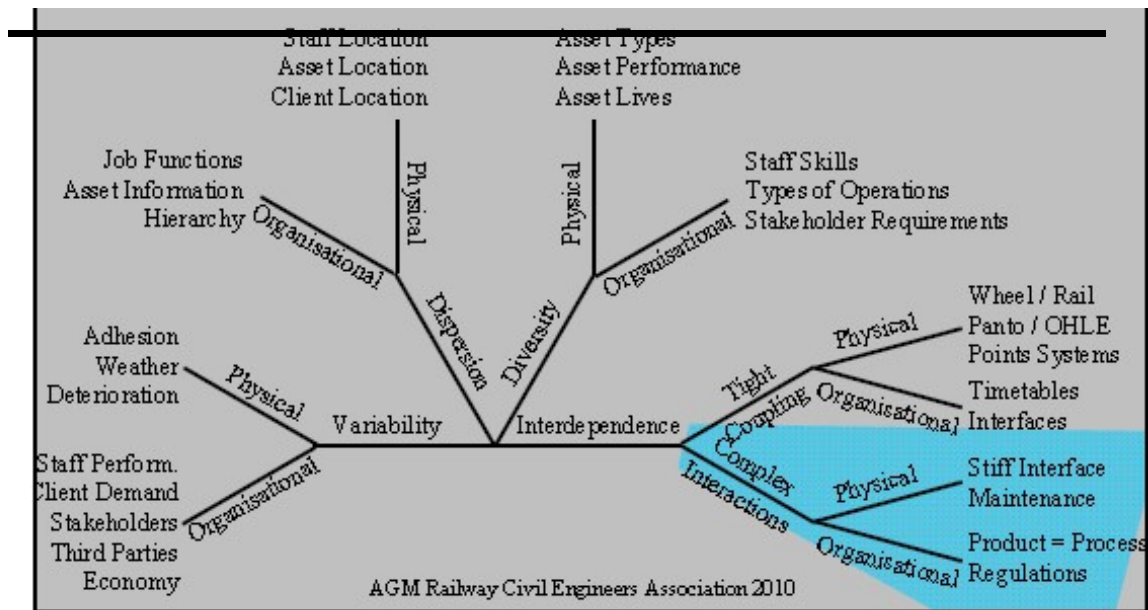 Staff Location
Asset Location
Client Location
Asset Types
Asset Performance
Asset Lives
Job Functions
Asset Information
Hierarchy
Organisational
Physical
Physical
Organisational
Staff Skills
Types of Operations
Stakeholder Requirements
Dispersion
Diversity
Adhesion
Weather
Deterioration
Physical
Variability
Interdependence
Tight
Coupling
Physical
Wheel / Rail
Panto / OHLE
Points Systems
Organisational
Timetables
Interfaces
Staff Perform.
Client Demand
Stakeholders
Third Parties
Economy
Organisational
Complex
Interactions
Physical
Stiff Interface
Maintenance
Organisational
Product = Process
Regulations
AGM Railway Civil Engineers Association 2010